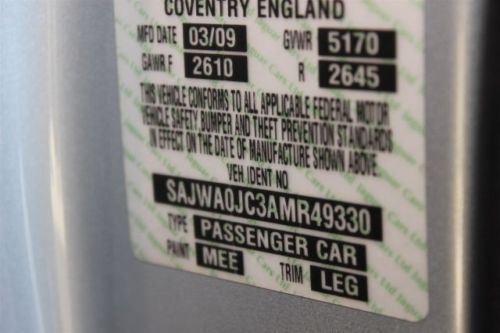 COVENTRY ENGLAND
MFD DATE 03/09 GVWR 5170
GAWR F 2610 R 2645
THIS VEHICLE CONFORMS TO ALL APPLICABLE FEDERAL MOTOR
VEHICLE SAFETY BUMPER AND THEFT PREVENTION STANDARDS
IN EFFECT ON THE DATE OF MANUFACTURE SHOWN ABOVE.
VEH IDENT NO
SAJWA0JC3AMR49330
TYPE PASSENGER CAR
PAINT MEE TRIM LEG